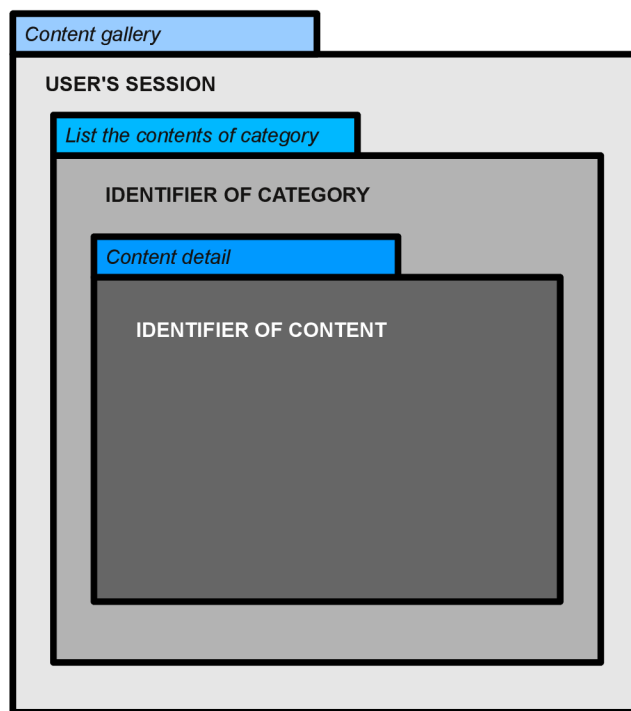 Content gallery
USER'S SESSION
List the contents of category
IDENTIFIER OF CATEGORY
Content detail
IDENTIFIER OF CONTENT